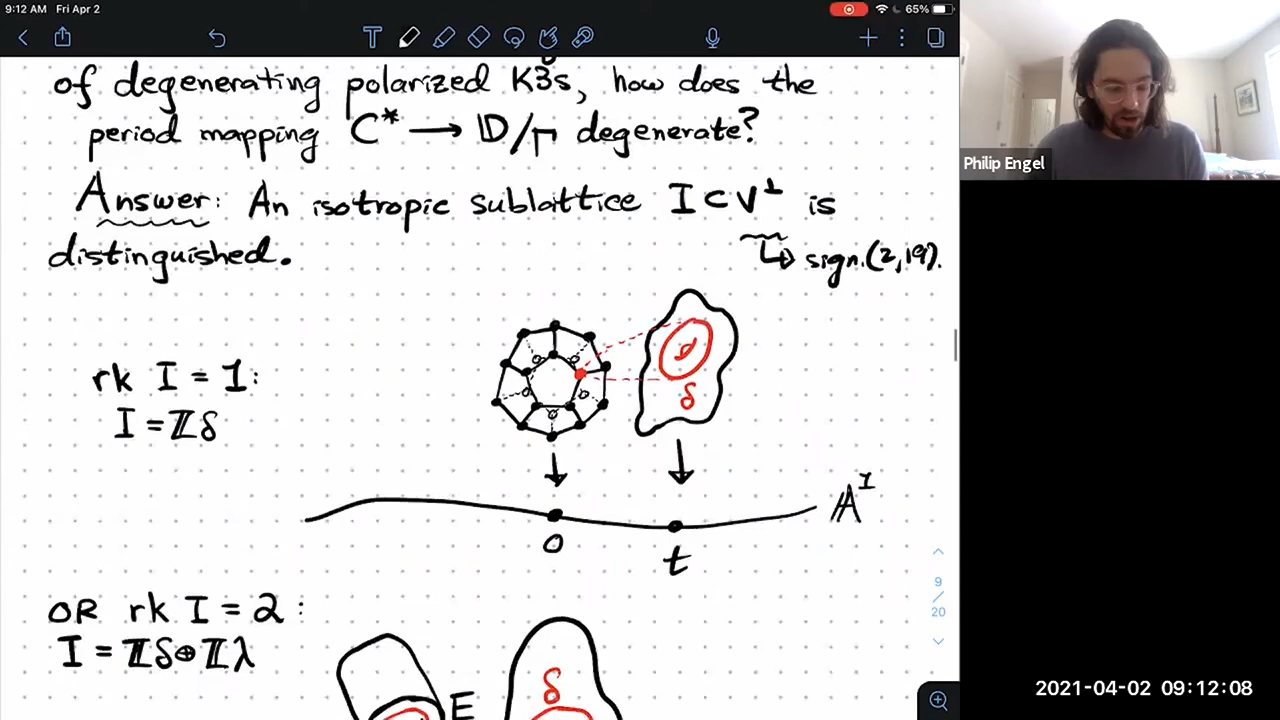 9:12 AM Fri Apr 2
65%
of degenerating polarized K3s, how does the
period mapping C* → D/Γ degenerate?
Answer: An isotropic sublattice I ⊂ V⊥ is
distinguished.
↳ sign.(2,19).
rk I = 1:
I = ℤδ
δ
𝔸¹
0
t
OR rk I = 2:
I = ℤδ⊕ℤλ
E
δ
9
/
20
Philip Engel
2021-04-02 09:12:08